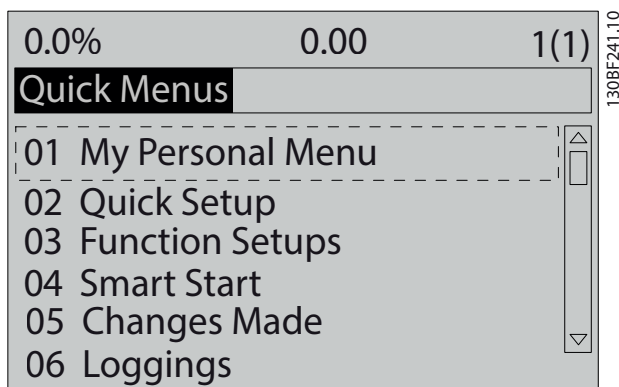 0.0% 0.00 1(1)
Quick Menus
01 My Personal Menu
02 Quick Setup
03 Function Setups
04 Smart Start
05 Changes Made
06 Loggings
130BF241.10